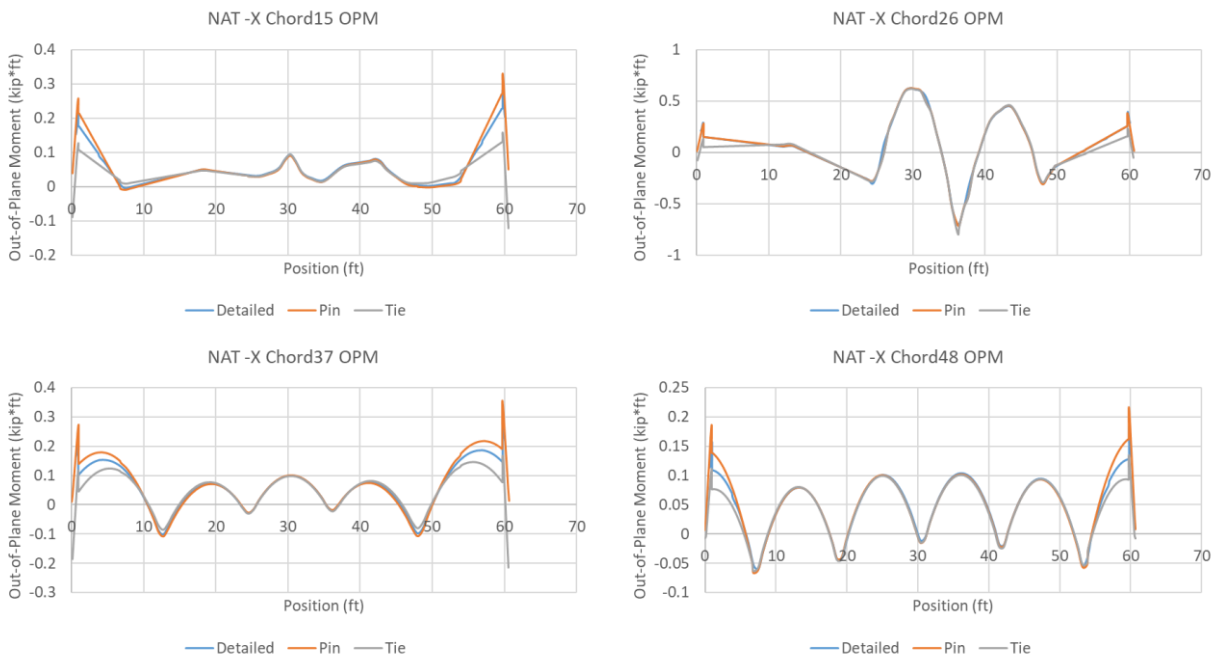 NAT -X Chord15 OPM
Out-of-Plane Moment (kip*ft)
0.4
0.3
0.2
0.1
0
-0.1
-0.2
0 10 20 30 40 50 60 70
Position (ft)
Detailed Pin Tie
NAT -X Chord26 OPM
Out-of-Plane Moment (kip*ft)
1
0.5
0
-0.5
-1
0 10 20 30 40 50 60 70
Position (ft)
Detailed Pin Tie
NAT -X Chord37 OPM
Out-of-Plane Moment (kip*ft)
0.4
0.3
0.2
0.1
0
-0.1
-0.2
-0.3
0 10 20 30 40 50 60 70
Position (ft)
Detailed Pin Tie
NAT -X Chord48 OPM
Out-of-Plane Moment (kip*ft)
0.25
0.2
0.15
0.1
0.05
0
-0.05
-0.1
0 10 20 30 40 50 60 70
Position (ft)
Detailed Pin Tie